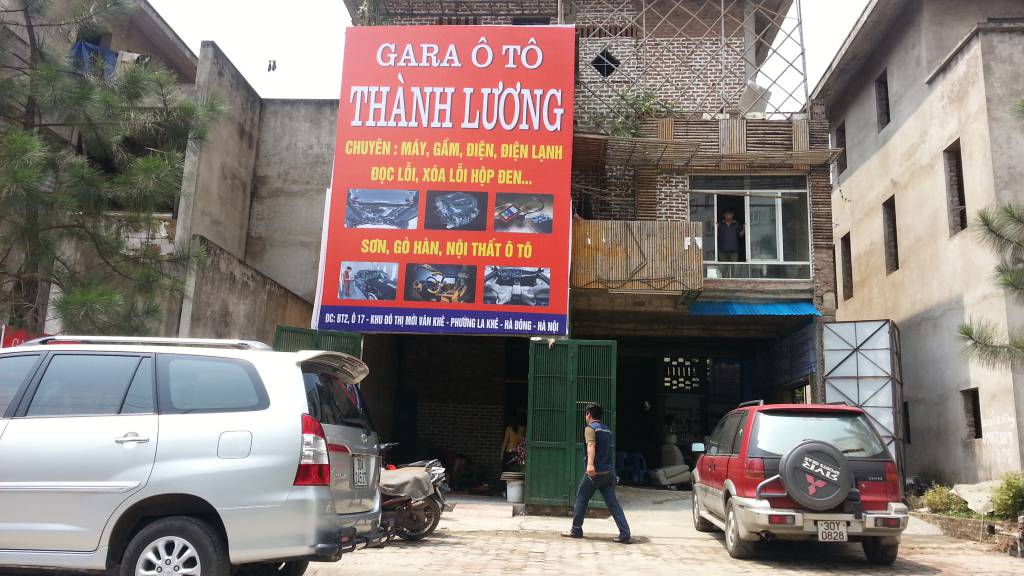 GARA Ô TÔ
THÀNH LƯƠNG
CHUYÊN : MÁY, GẦM, ĐIỆN, ĐIỆN LẠNH
ĐỌC LỖI, XÓA LỖI HỘP ĐEN...
SƠN, GÒ HÀN, NỘI THẤT Ô TÔ
ĐC: BT2, Ô 17 - KHU ĐÔ THỊ MỚI VĂN KHÊ - PHƯỜNG LA KHÊ - HÀ ĐÔNG - HÀ NỘI
30Y
0828